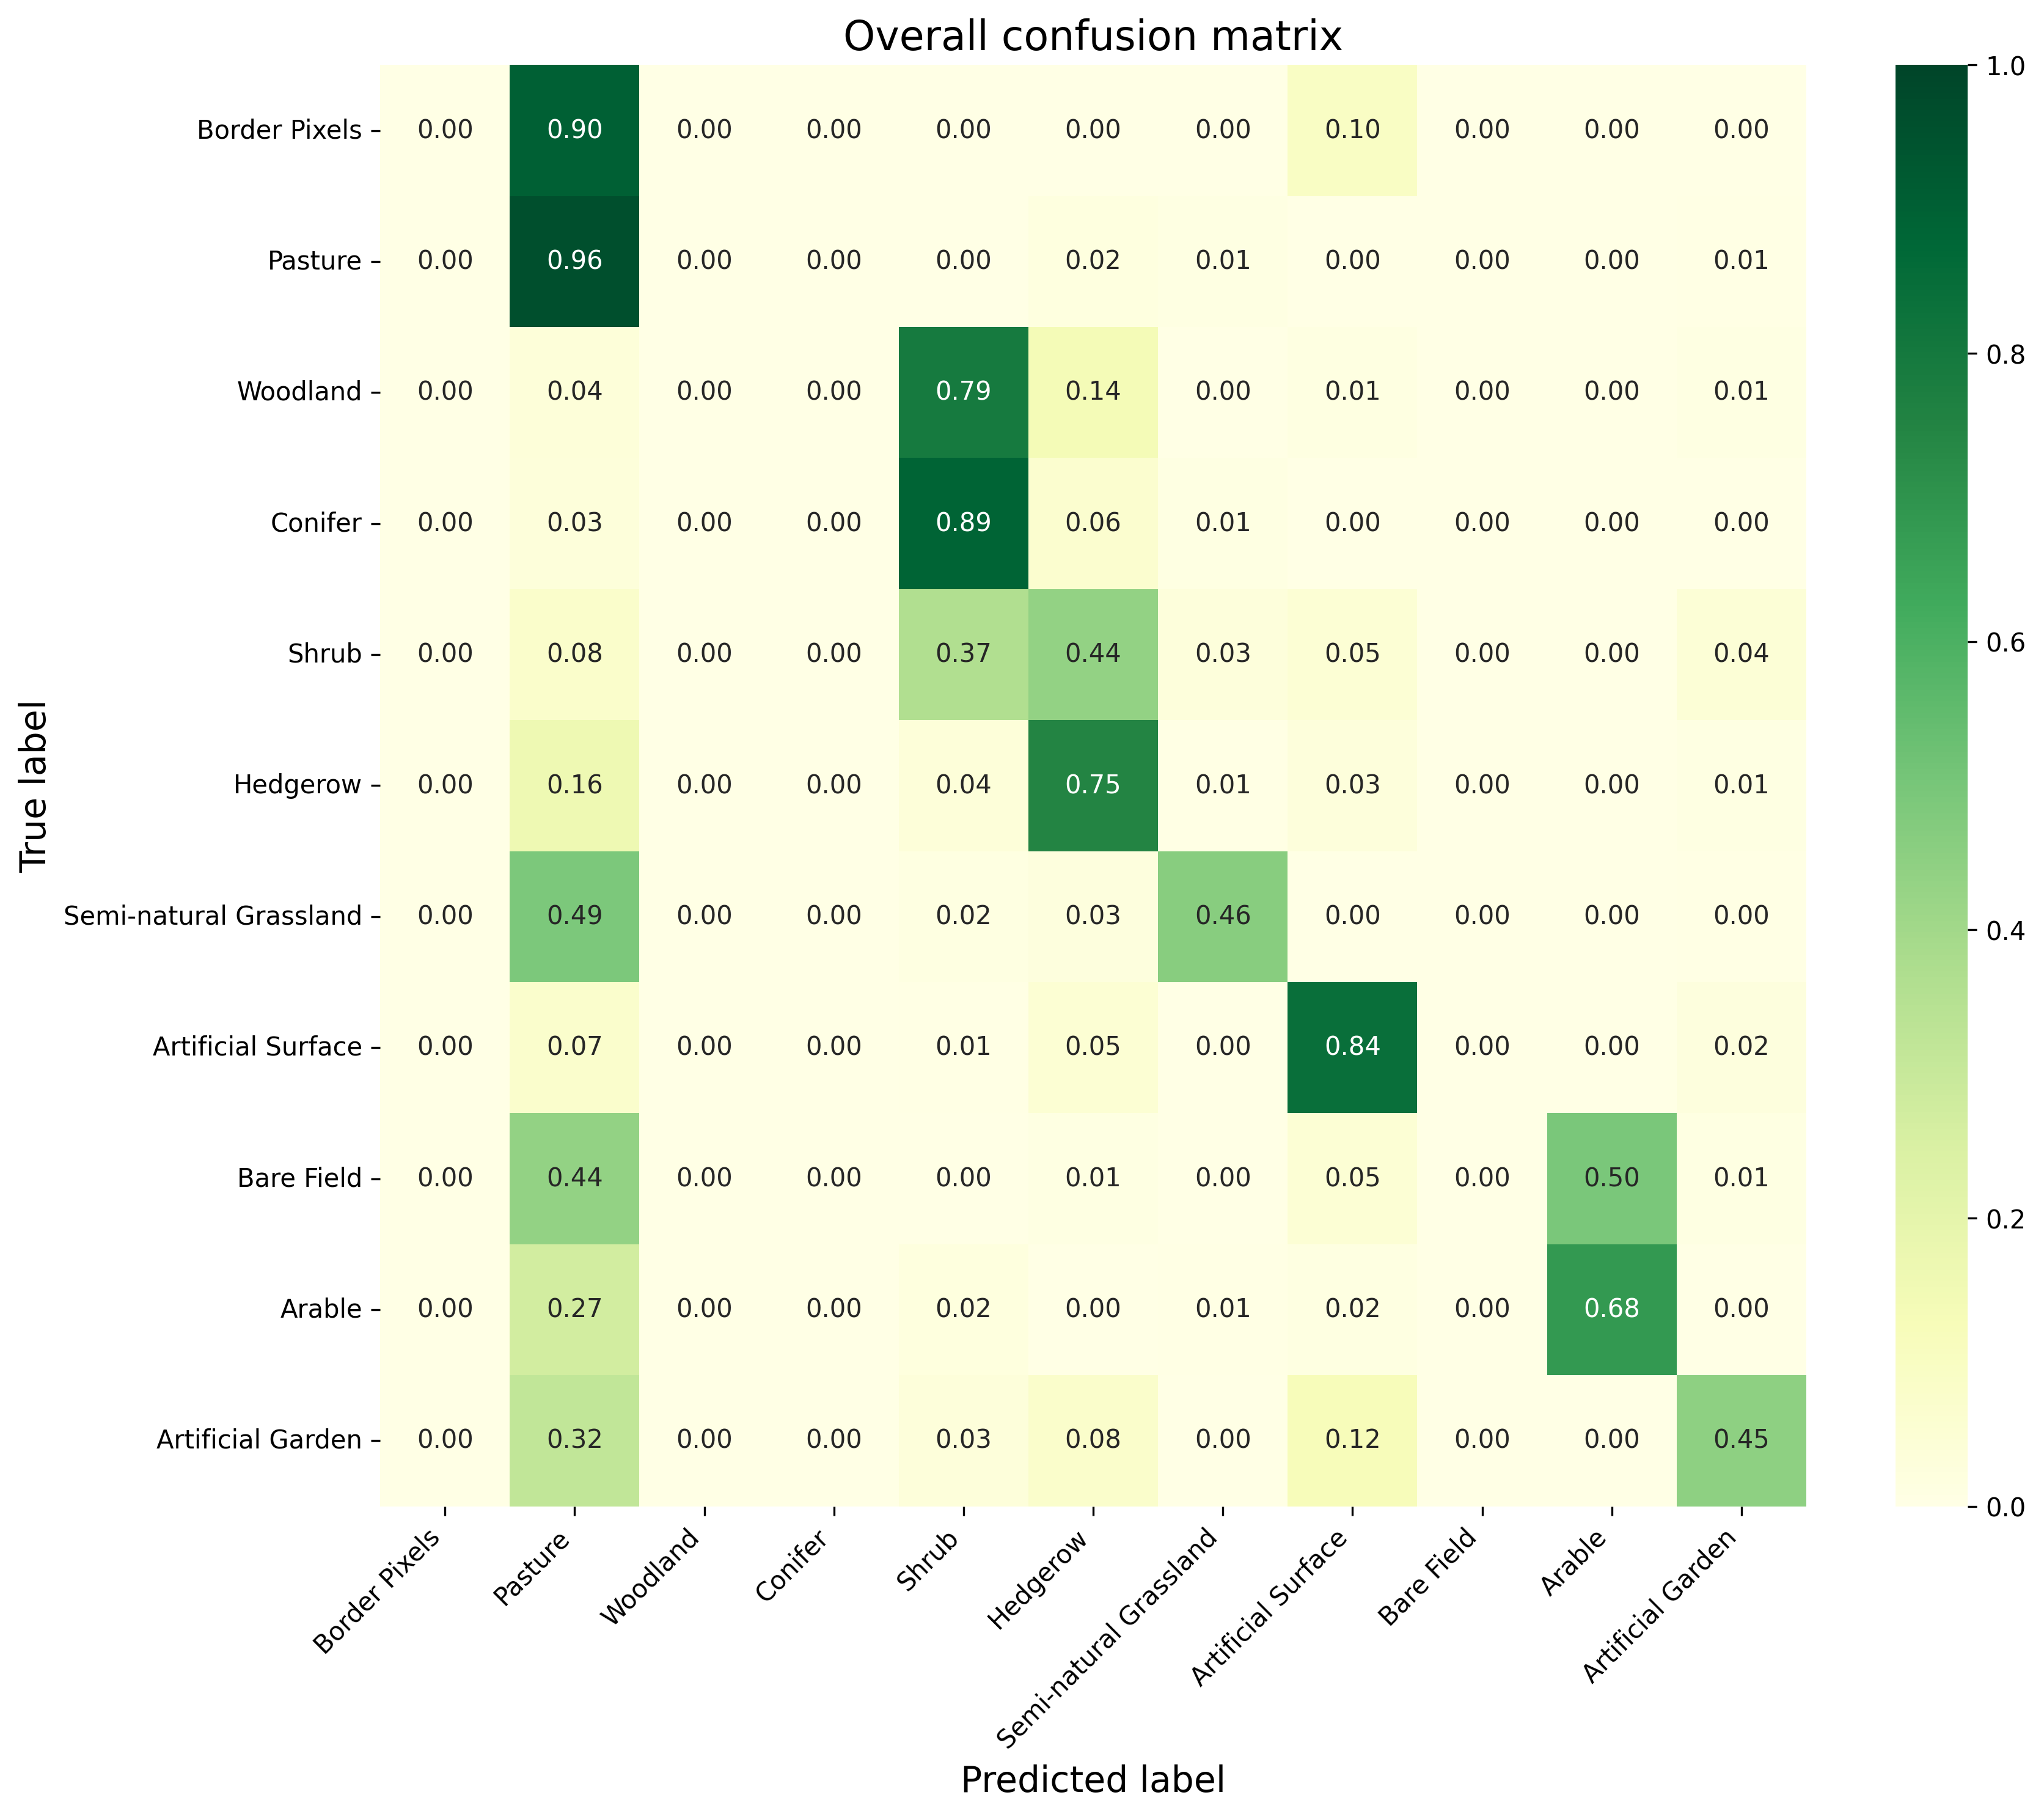 Overall confusion matrix
Border Pixels 0.00 0.90 0.00 0.00 0.00 0.00 0.00 0.10 0.00 0.00 0.00
Pasture 0.00 0.96 0.00 0.00 0.00 0.02 0.01 0.00 0.00 0.00 0.01
Woodland 0.00 0.04 0.00 0.00 0.79 0.14 0.00 0.01 0.00 0.00 0.01
Conifer 0.00 0.03 0.00 0.00 0.89 0.06 0.01 0.00 0.00 0.00 0.00
Shrub 0.00 0.08 0.00 0.00 0.37 0.44 0.03 0.05 0.00 0.00 0.04
Hedgerow 0.00 0.16 0.00 0.00 0.04 0.75 0.01 0.03 0.00 0.00 0.01
Semi-natural Grassland 0.00 0.49 0.00 0.00 0.02 0.03 0.46 0.00 0.00 0.00 0.00
Artificial Surface 0.00 0.07 0.00 0.00 0.01 0.05 0.00 0.84 0.00 0.00 0.02
Bare Field 0.00 0.44 0.00 0.00 0.00 0.01 0.00 0.05 0.00 0.50 0.01
Arable 0.00 0.27 0.00 0.00 0.02 0.00 0.01 0.02 0.00 0.68 0.00
Artificial Garden 0.00 0.32 0.00 0.00 0.03 0.08 0.00 0.12 0.00 0.00 0.45
True label
Border Pixels
Pasture
Woodland
Conifer
Shrub
Hedgerow
Semi-natural Grassland
Artificial Surface
Bare Field
Arable
Artificial Garden
Predicted label
1.0
0.8
0.6
0.4
0.2
0.0